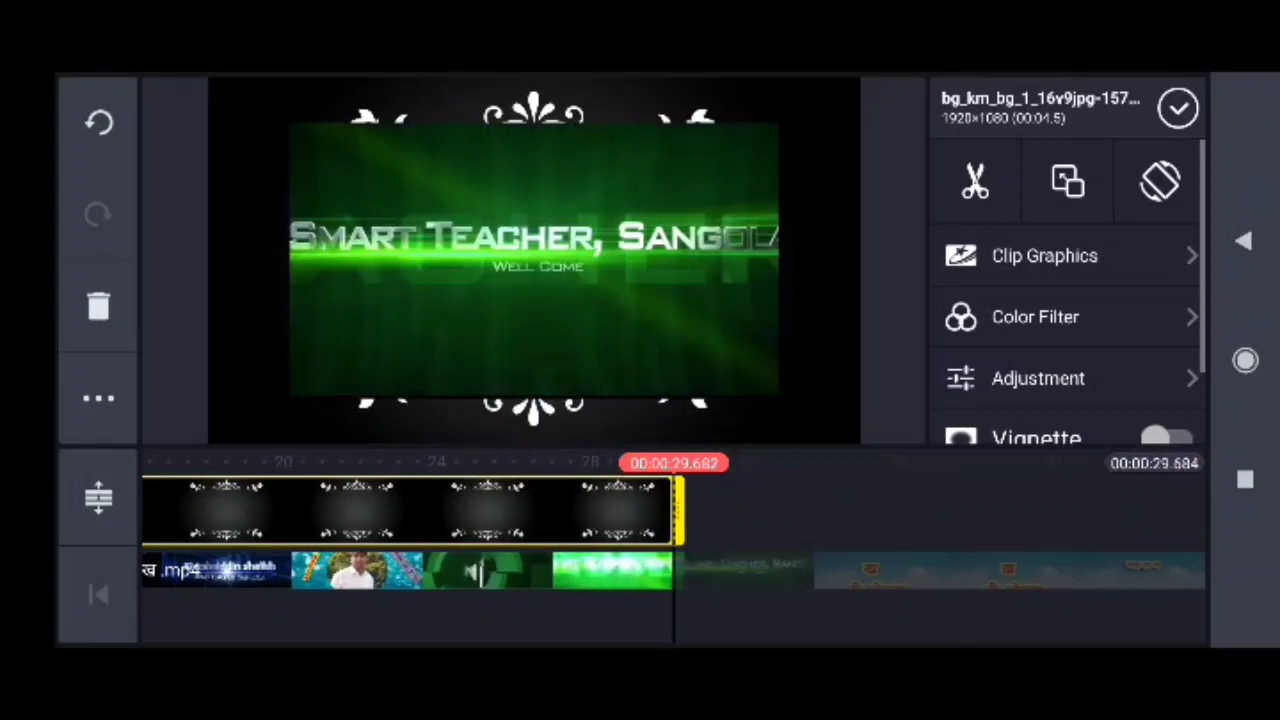 bg_km_bg_1_16v9jpg-157...
1920×1080 (00:04.5)
SMART TEACHER, SANGOLA
WELL COME
Clip Graphics
Color Filter
Adjustment
Vignette
20
24
28
00:00:29.682
00:00:29.684
ख .mp4